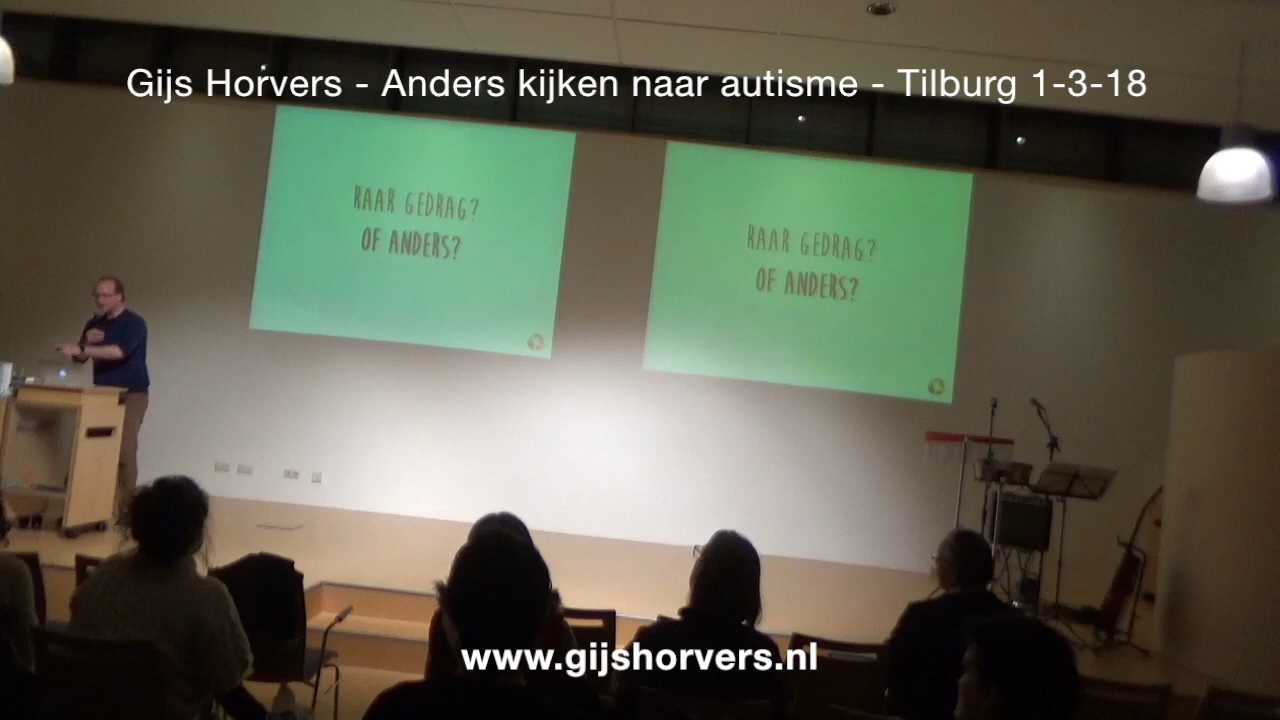 Gijs Horvers - Anders kijken naar autisme - Tilburg 1-3-18
RAAR GEDRAG?
OF ANDERS?
RAAR GEDRAG?
OF ANDERS?
www.gijshorvers.nl